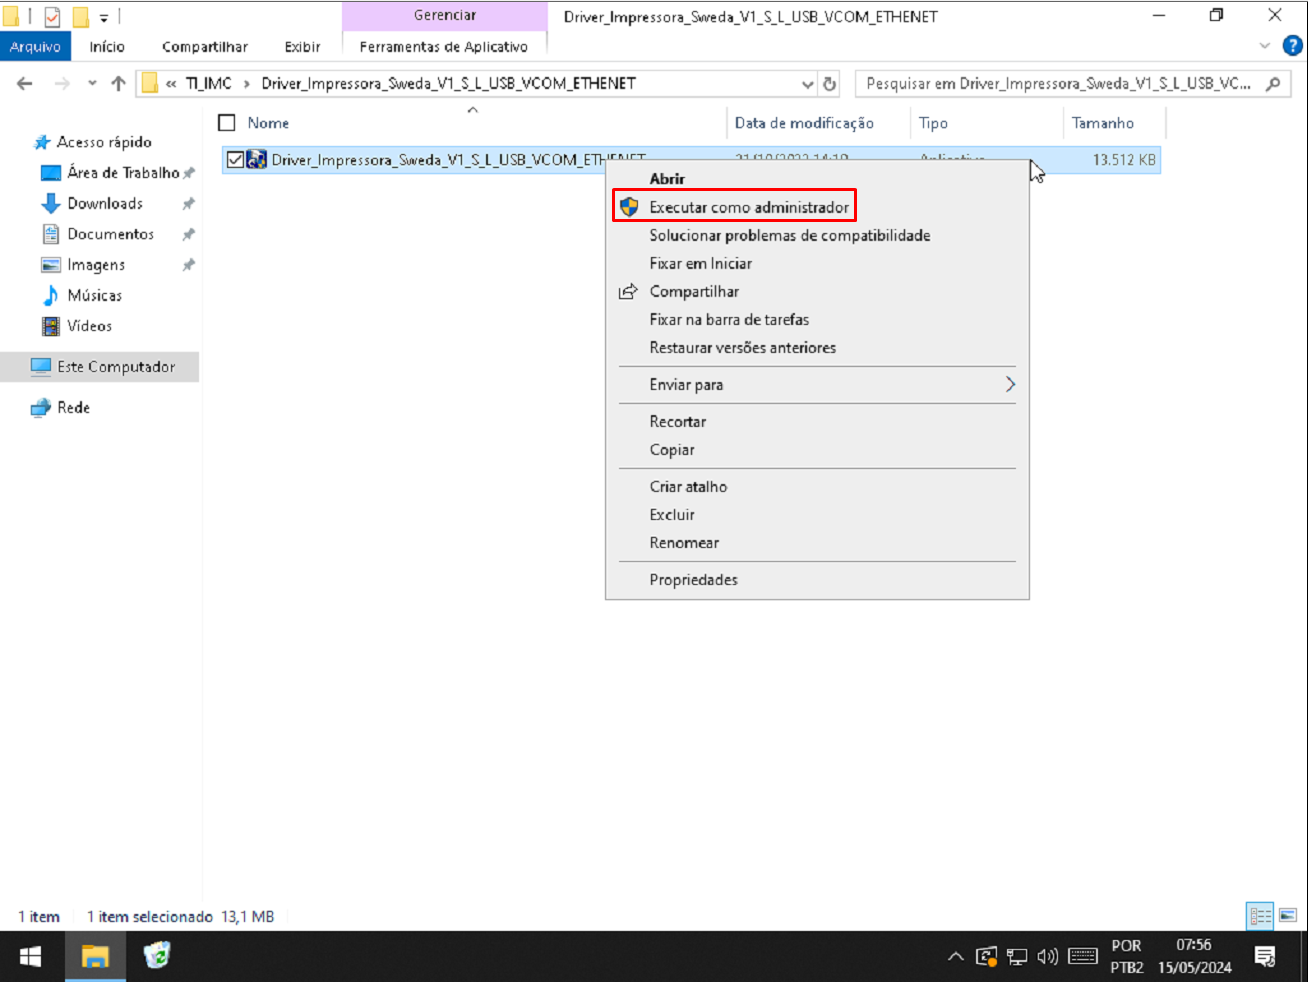 Gerenciar
Driver_Impressora_Sweda_V1_S_L_USB_VCOM_ETHENET
Arquivo
Início
Compartilhar
Exibir
Ferramentas de Aplicativo
?
« TI_IMC > Driver_Impressora_Sweda_V1_S_L_USB_VCOM_ETHENET
Pesquisar em Driver_Impressora_Sweda_V1_S_L_USB_VC...
Nome
Data de modificação
Tipo
Tamanho
Driver_Impressora_Sweda_V1_S_L_USB_VCOM_ETHENET
13.512 KB
Acesso rápido
Área de Trabalho
Downloads
Documentos
Imagens
Músicas
Vídeos
Este Computador
Rede
Abrir
Executar como administrador
Solucionar problemas de compatibilidade
Fixar em Iniciar
Compartilhar
Fixar na barra de tarefas
Restaurar versões anteriores
Enviar para
Recortar
Copiar
Criar atalho
Excluir
Renomear
Propriedades
1 item
1 item selecionado 13,1 MB
POR
PTB2
07:56
15/05/2024